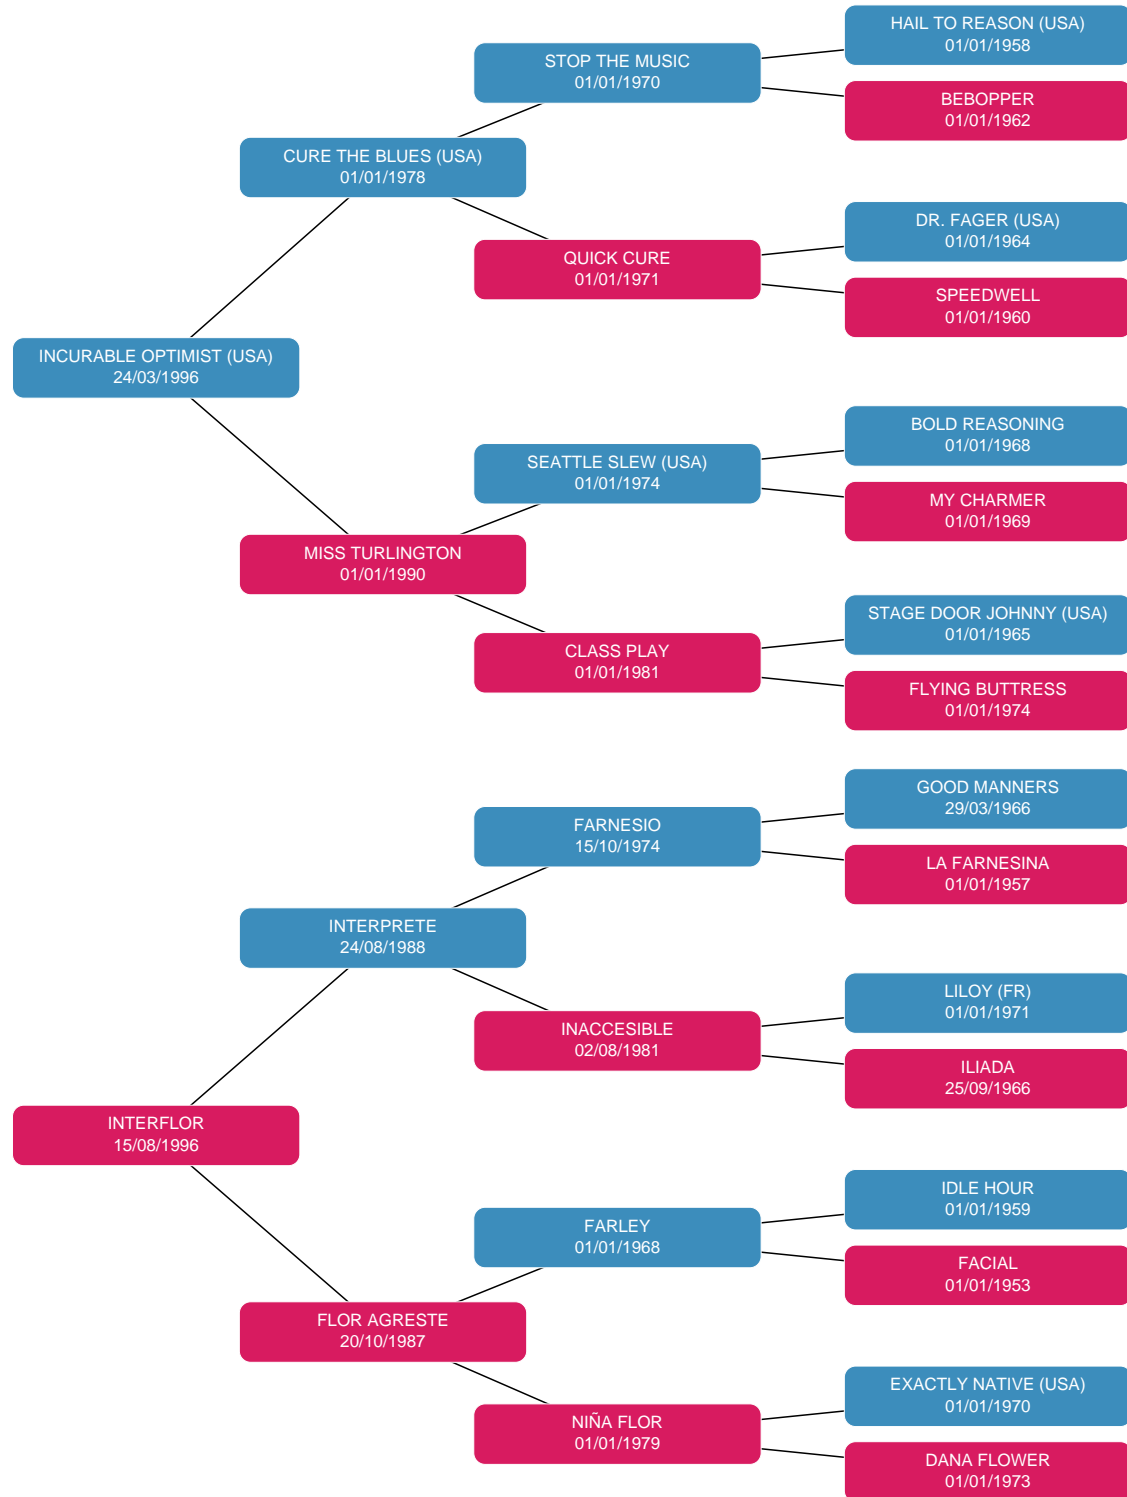 HAIL TO REASON (USA)
01/01/1958
STOP THE MUSIC
01/01/1970
BEBOPPER
01/01/1962
CURE THE BLUES (USA)
01/01/1978
DR. FAGER (USA)
01/01/1964
QUICK CURE
01/01/1971
SPEEDWELL
01/01/1960
INCURABLE OPTIMIST (USA)
24/03/1996
BOLD REASONING
01/01/1968
SEATTLE SLEW (USA)
01/01/1974
MY CHARMER
01/01/1969
MISS TURLINGTON
01/01/1990
STAGE DOOR JOHNNY (USA)
01/01/1965
CLASS PLAY
01/01/1981
FLYING BUTTRESS
01/01/1974
GOOD MANNERS
29/03/1966
FARNESIO
15/10/1974
LA FARNESINA
01/01/1957
INTERPRETE
24/08/1988
LILOY (FR)
01/01/1971
INACCESIBLE
02/08/1981
ILIADA
25/09/1966
INTERFLOR
15/08/1996
IDLE HOUR
01/01/1959
FARLEY
01/01/1968
FACIAL
01/01/1953
FLOR AGRESTE
20/10/1987
EXACTLY NATIVE (USA)
01/01/1970
NIÑA FLOR
01/01/1979
DANA FLOWER
01/01/1973